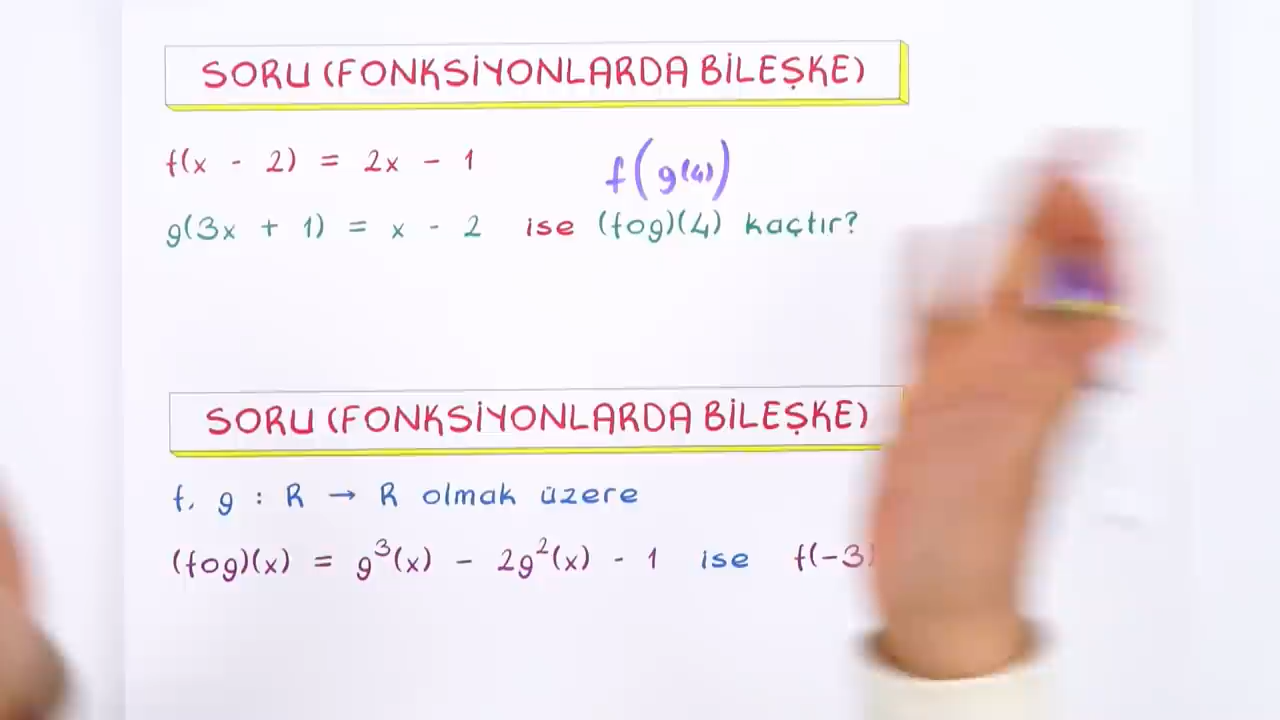 SORU (FONKSİYONLARDA BİLEŞKE)
f(x - 2) = 2x - 1
f(g(4))
g(3x + 1) = x - 2 ise (fog)(4) kaçtır?
SORU (FONKSİYONLARDA BİLEŞKE)
f, g : R → R olmak üzere
(fog)(x) = g³(x) - 2g²(x) - 1 ise f(-3)